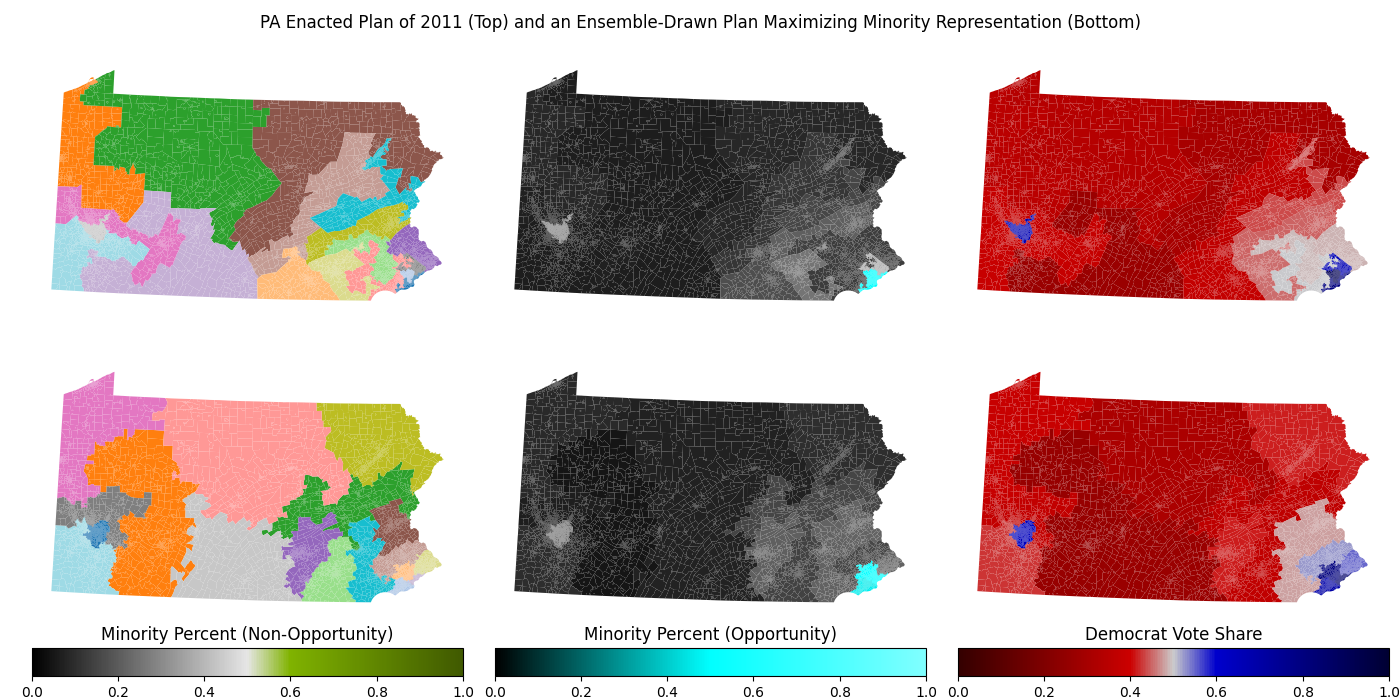 PA Enacted Plan of 2011 (Top) and an Ensemble-Drawn Plan Maximizing Minority Representation (Bottom)
Minority Percent (Non-Opportunity)
Minority Percent (Opportunity)
Democrat Vote Share
0.0 0.2 0.4 0.6 0.8 1.0
0.0 0.2 0.4 0.6 0.8 1.0
0.0 0.2 0.4 0.6 0.8 1.0